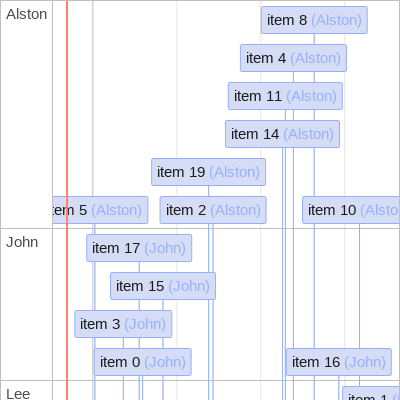 Alston
item 8 (Alston)
item 4 (Alston)
item 11 (Alston)
item 14 (Alston)
item 19 (Alston)
item 5 (Alston)
item 2 (Alston)
item 10 (Alsto
John
item 17 (John)
item 15 (John)
item 3 (John)
item 0 (John)
item 16 (John)
Lee
item 1 (